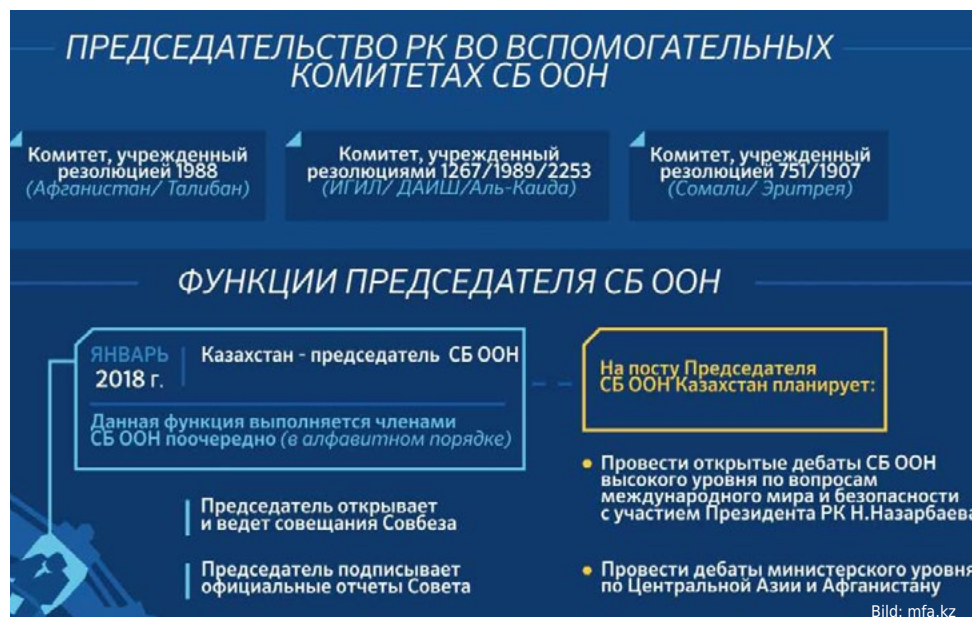 ПРЕДСЕДАТЕЛЬСТВО РК ВО ВСПОМОГАТЕЛЬНЫХ
КОМИТЕТАХ СБ ООН
Комитет, учрежденный
резолюцией 1988
(Афганистан/ Талибан)
Комитет, учрежденный
резолюциями 1267/1989/2253
(ИГИЛ/ ДАИШ/Аль-Каида)
Комитет, учрежденный
резолюцией 751/1907
(Сомали/ Эритрея)
ФУНКЦИИ ПРЕДСЕДАТЕЛЯ СБ ООН
ЯНВАРЬ
2018 г.
Казахстан - председатель СБ ООН
Данная функция выполняется членами
СБ ООН поочередно (в алфавитном порядке)
Председатель открывает
и ведет совещания Совбеза
Председатель подписывает
официальные отчеты Совета
На посту Председателя
СБ ООН Казахстан планирует:
Провести открытые дебаты СБ ООН
высокого уровня по вопросам
международного мира и безопасности
с участием Президента РК Н.Назарбаева
Провести дебаты министерского уровня
по Центральной Азии и Афганистану
Bild: mfa.kz